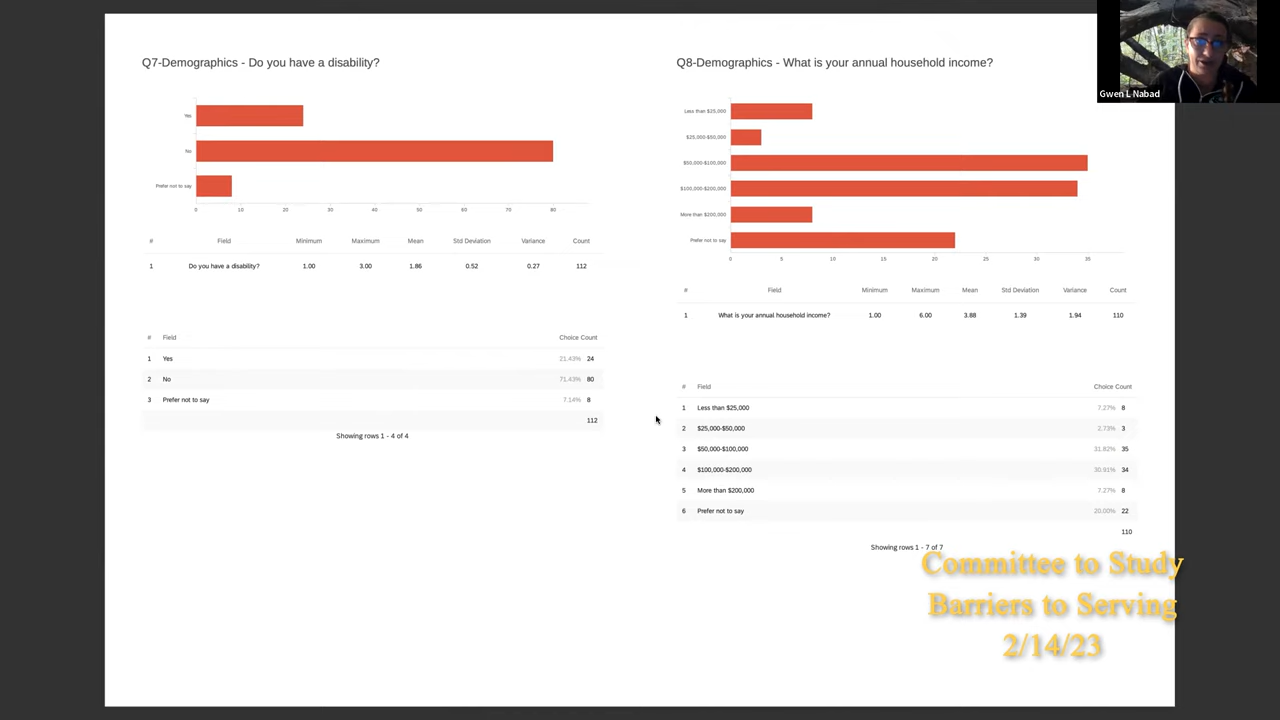 Q7-Demographics - Do you have a disability?
Yes
No
Prefer not to say
0 10 20 30 40 50 60 70 80
# Field Minimum Maximum Mean Std Deviation Variance Count
1 Do you have a disability? 1.00 3.00 1.86 0.52 0.27 112
# Field Choice Count
1 Yes 21.43% 24
2 No 71.43% 80
3 Prefer not to say 7.14% 8
112
Showing rows 1 - 4 of 4
Q8-Demographics - What is your annual household income?
Less than $25,000
$25,000-$50,000
$50,000-$100,000
$100,000-$200,000
More than $200,000
Prefer not to say
0 5 10 15 20 25 30 35
# Field Minimum Maximum Mean Std Deviation Variance Count
1 What is your annual household income? 1.00 6.00 3.88 1.39 1.94 110
# Field Choice Count
1 Less than $25,000 7.27% 8
2 $25,000-$50,000 2.73% 3
3 $50,000-$100,000 31.82% 35
4 $100,000-$200,000 30.91% 34
5 More than $200,000 7.27% 8
6 Prefer not to say 20.00% 22
110
Showing rows 1 - 7 of 7
Gwen L Nabad
Committee to Study
Barriers to Serving
2/14/23